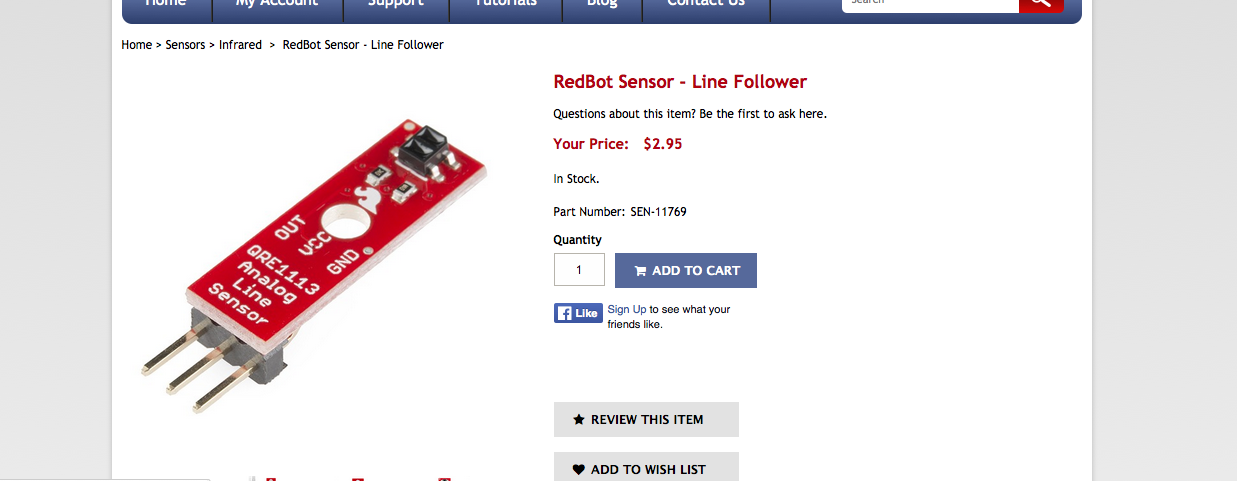 Home My Account Support Tutorials Blog Contact Us Search
Home > Sensors > Infrared > RedBot Sensor - Line Follower
RedBot Sensor - Line Follower
Questions about this item? Be the first to ask here.
Your Price: $2.95
In Stock.
Part Number: SEN-11769
Quantity
1 ADD TO CART
Like Sign Up to see what your
friends like.
REVIEW THIS ITEM
ADD TO WISH LIST
OUT
VCC
GND
QRE1113
Analog
Line
Sensor